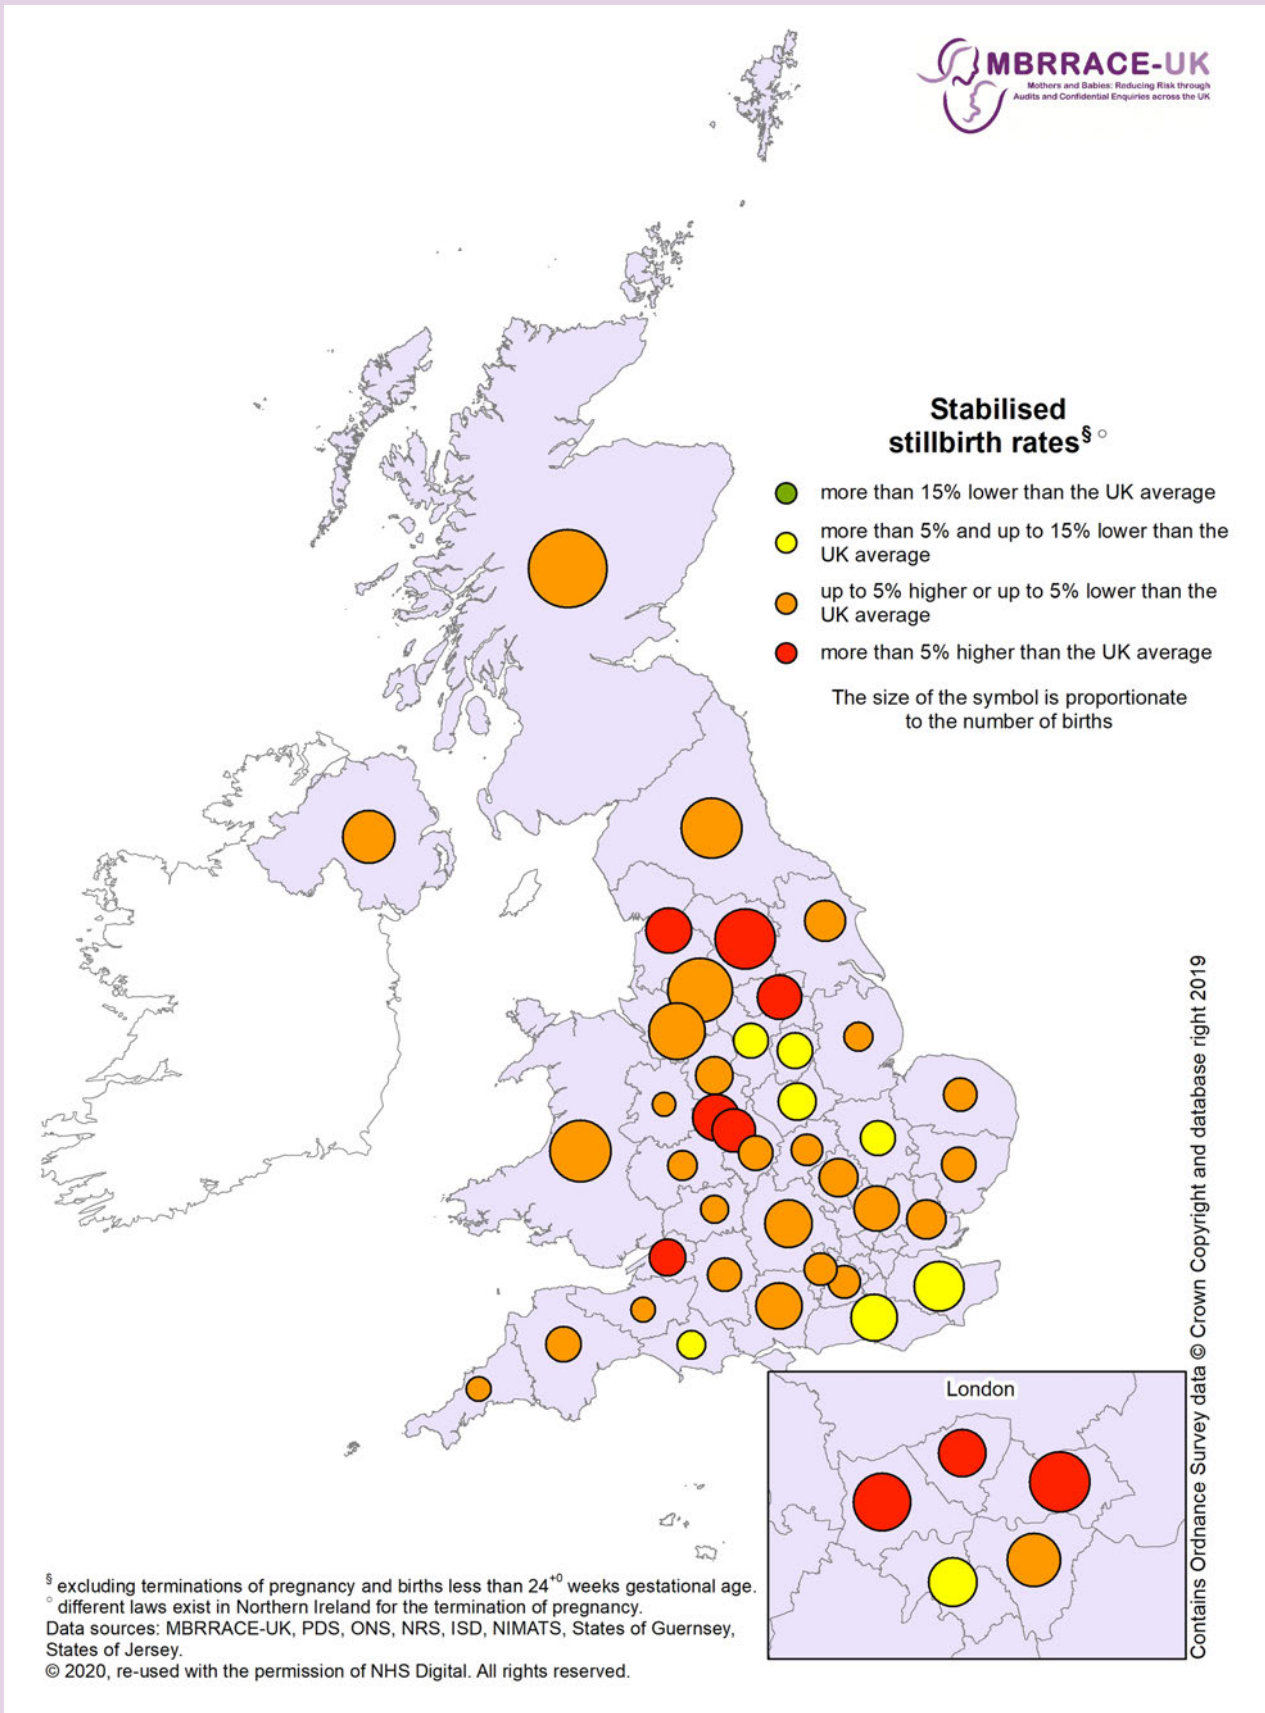 MBRRACE-UK
Mothers and Babies: Reducing Risk through
Audits and Confidential Enquiries across the UK
Stabilised
stillbirth rates§ ○
more than 15% lower than the UK average
more than 5% and up to 15% lower than the
UK average
up to 5% higher or up to 5% lower than the
UK average
more than 5% higher than the UK average
The size of the symbol is proportionate
to the number of births
London
Contains Ordnance Survey data © Crown Copyright and database right 2019
§ excluding terminations of pregnancy and births less than 24+0 weeks gestational age.
○ different laws exist in Northern Ireland for the termination of pregnancy.
Data sources: MBRRACE-UK, PDS, ONS, NRS, ISD, NIMATS, States of Guernsey,
States of Jersey.
© 2020, re-used with the permission of NHS Digital. All rights reserved.